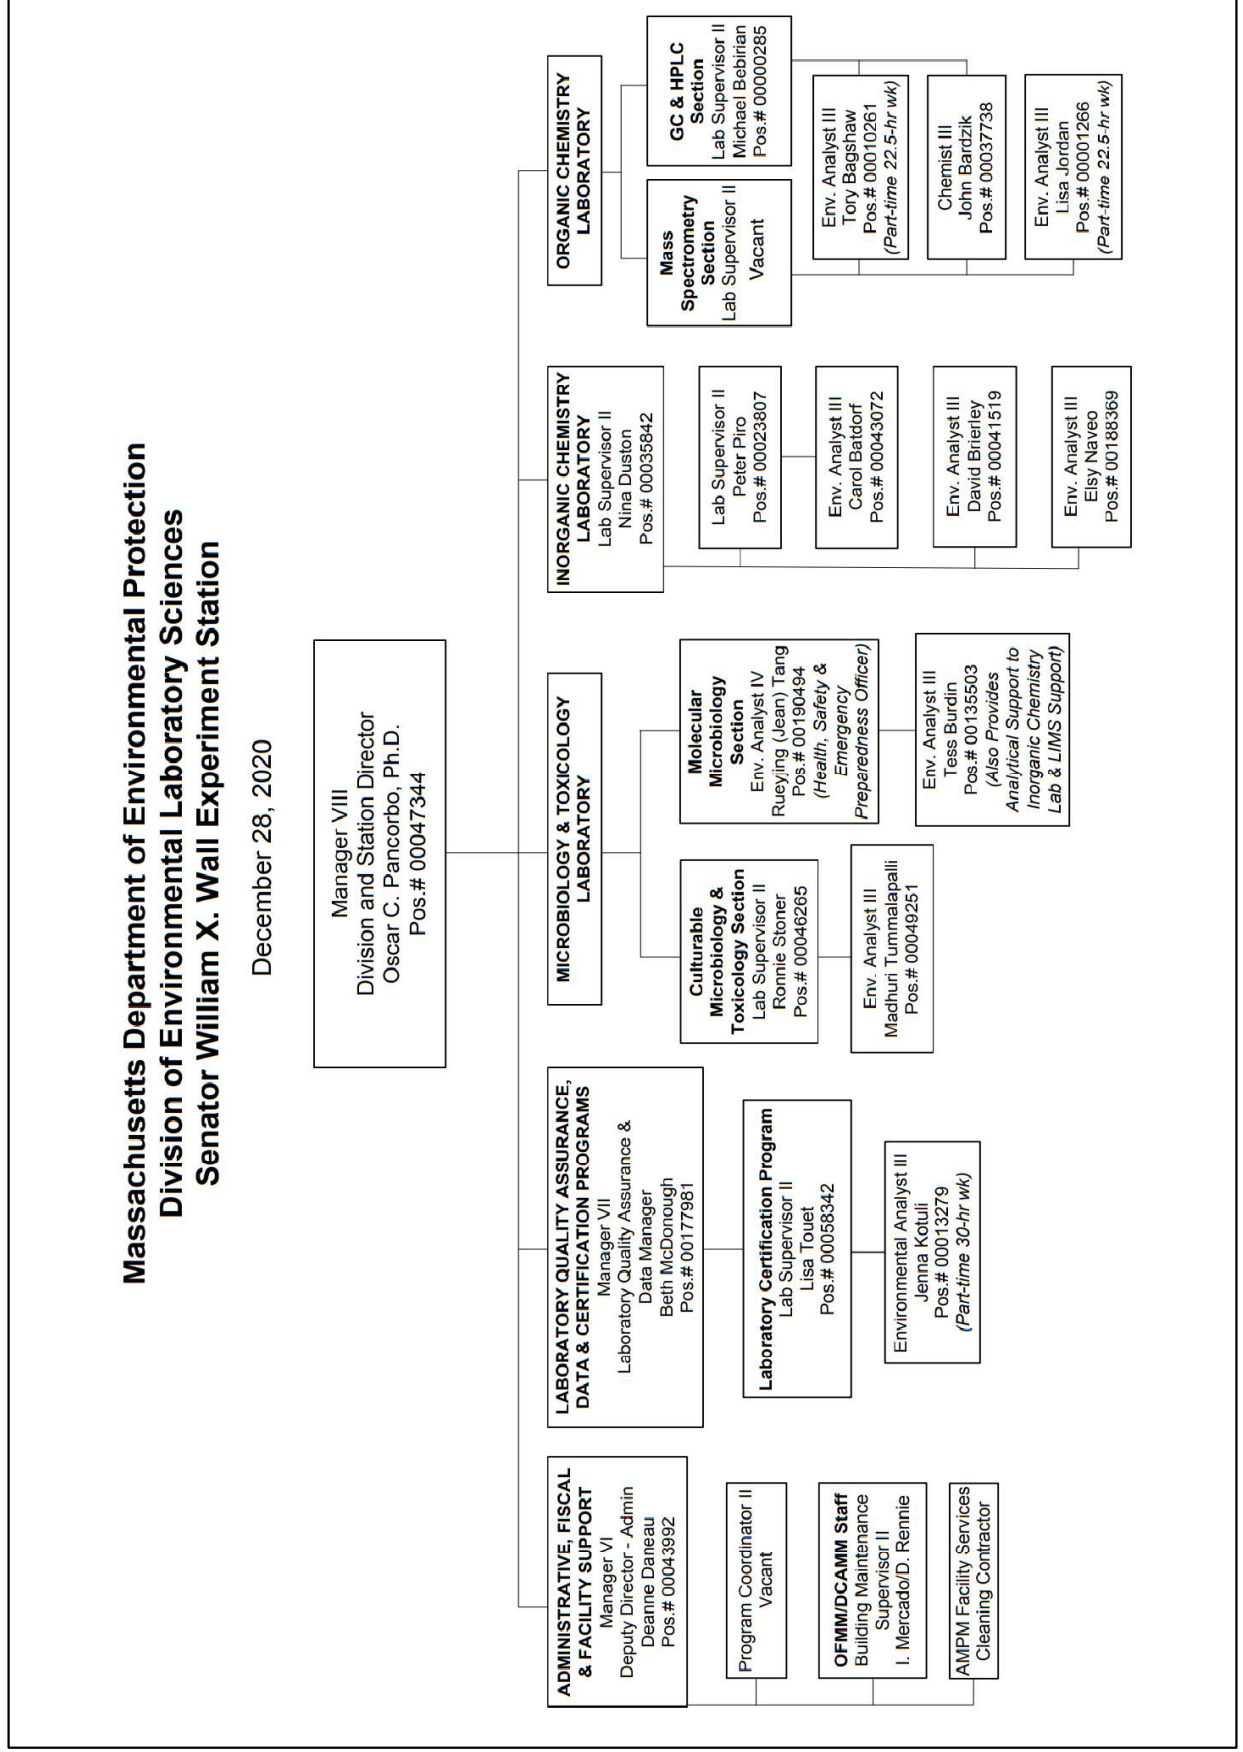 Massachusetts Department of Environmental Protection
Division of Environmental Laboratory Sciences
Senator William X. Wall Experiment Station
December 28, 2020
Manager VIII
Division and Station Director
Oscar C. Pancorbo, Ph.D.
Pos.# 00047344
ADMINISTRATIVE, FISCAL
& FACILITY SUPPORT
Manager VI
Deputy Director - Admin
Deanne Daneau
Pos.# 00043992
Program Coordinator II
Vacant
OFMM/DCAMM Staff
Building Maintenance
Supervisor II
I. Mercado/D. Rennie
AMPM Facility Services
Cleaning Contractor
LABORATORY QUALITY ASSURANCE,
DATA & CERTIFICATION PROGRAMS
Manager VII
Laboratory Quality Assurance &
Data Manager
Beth McDonough
Pos.# 00177981
Laboratory Certification Program
Lab Supervisor II
Lisa Touet
Pos.# 00058342
Environmental Analyst III
Jenna Kotuli
Pos.# 00013279
(Part-time 30-hr wk)
MICROBIOLOGY & TOXICOLOGY
LABORATORY
Culturable
Microbiology &
Toxicology Section
Lab Supervisor II
Ronnie Stoner
Pos.# 00046265
Env. Analyst III
Madhuri Tummalapalli
Pos.# 00049251
Molecular
Microbiology
Section
Env. Analyst IV
Rueyjing (Jean) Tang
Pos.# 00190494
(Health, Safety &
Emergency
Preparedness Officer)
Env. Analyst III
Tess Burdin
Pos.# 00135503
(Also Provides
Analytical Support to
Inorganic Chemistry
Lab & LIMS Support)
INORGANIC CHEMISTRY
LABORATORY
Lab Supervisor II
Nina Duston
Pos.# 00035842
Lab Supervisor II
Peter Piro
Pos.# 00023807
Env. Analyst III
Carol Batdorf
Pos.# 00043072
Env. Analyst III
David Brierley
Pos.# 00041519
Env. Analyst III
Elsy Naveo
Pos.# 00188369
ORGANIC CHEMISTRY
LABORATORY
Mass
Spectrometry
Section
Lab Supervisor II
Vacant
GC & HPLC
Section
Lab Supervisor II
Michael Bebirian
Pos.# 00000285
Env. Analyst III
Tory Bagshaw
Pos.# 00010261
(Part-time 22.5-hr wk)
Chemist III
John Bardzik
Pos.# 00037738
Env. Analyst III
Lisa Jordan
Pos.# 00001266
(Part-time 22.5-hr wk)